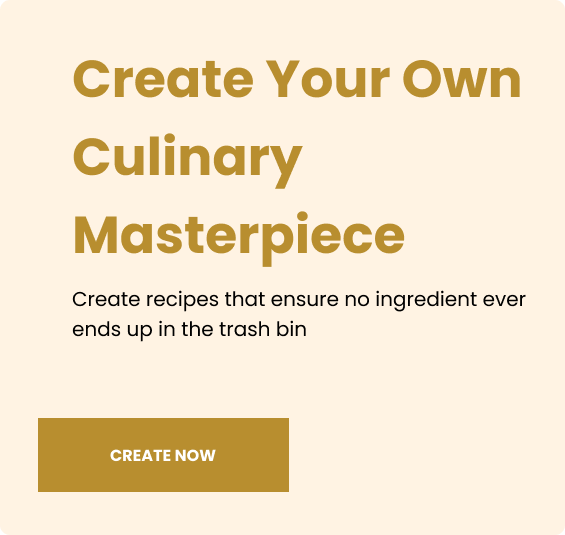 Create Your Own
Culinary
Masterpiece
Create recipes that ensure no ingredient ever
ends up in the trash bin
CREATE NOW